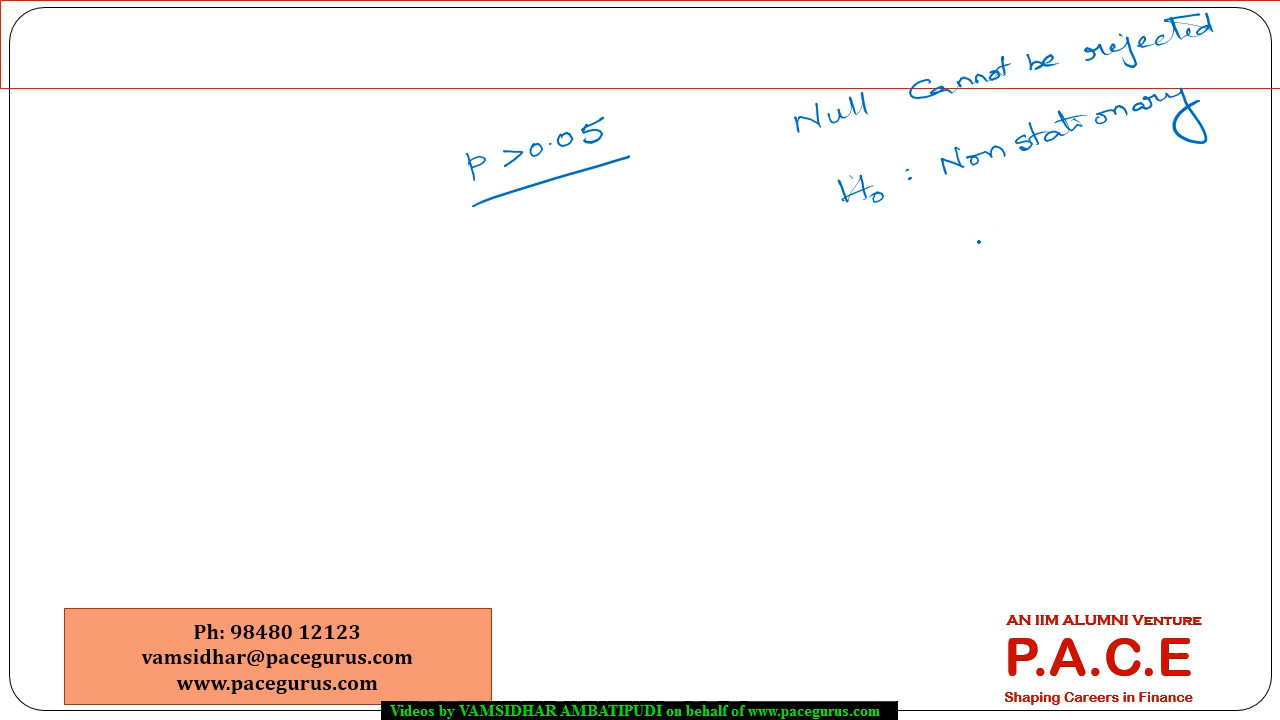 Null Cannot be rejected
p > 0.05
H₀ : Non stationary
Ph: 98480 12123
vamsidhar@pacegurus.com
www.pacegurus.com
AN IIM ALUMNI VENTURE
P.A.C.E
Shaping Careers in Finance
Videos by VAMSIDHAR AMBATIPUDI on behalf of www.pacegurus.com